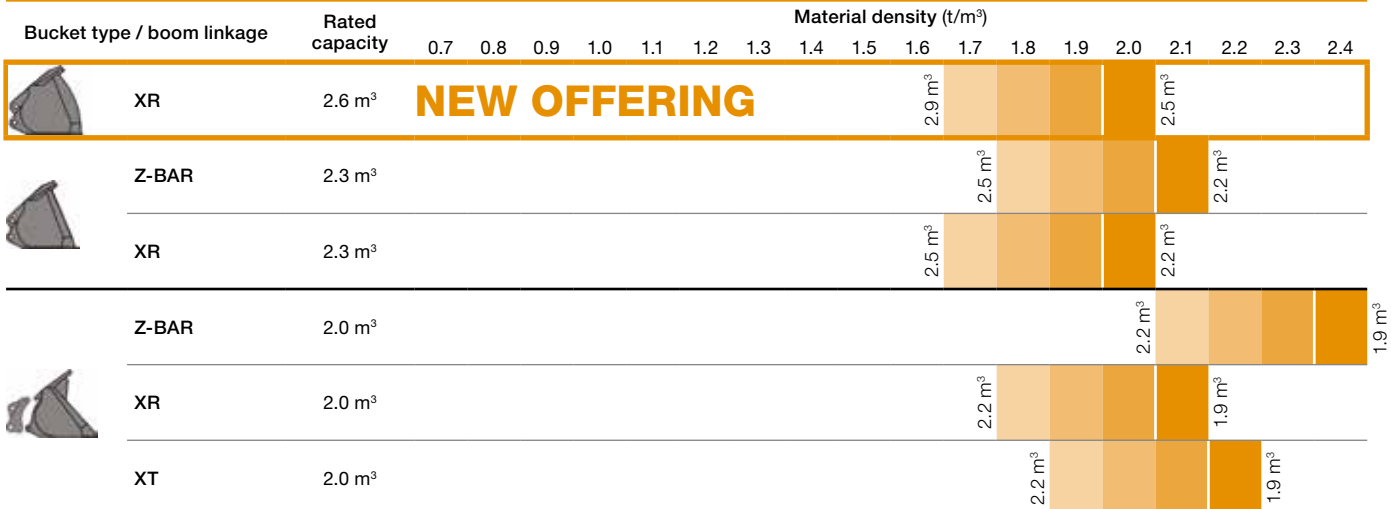 Material density (t/m³)
Bucket type / boom linkage Rated capacity 0.7 0.8 0.9 1.0 1.1 1.2 1.3 1.4 1.5 1.6 1.7 1.8 1.9 2.0 2.1 2.2 2.3 2.4
XR 2.6 m³ NEW OFFERING 2.9 m³ 2.5 m³
Z-BAR 2.3 m³ 2.5 m³ 2.2 m³
XR 2.3 m³ 2.5 m³ 2.2 m³
Z-BAR 2.0 m³ 2.2 m³ 1.9 m³
XR 2.0 m³ 2.2 m³ 1.9 m³
XT 2.0 m³ 2.2 m³ 1.9 m³